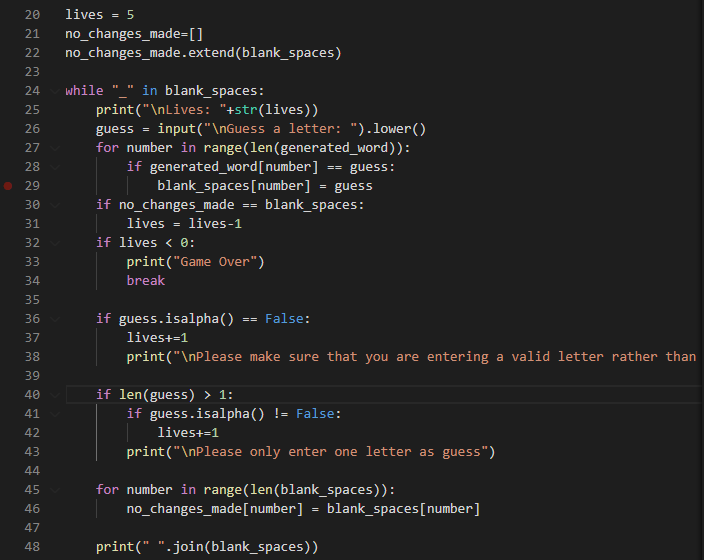 20 lives = 5
21 no_changes_made=[]
22 no_changes_made.extend(blank_spaces)
23
24 while "_" in blank_spaces:
25     print("\nLives: "+str(lives))
26     guess = input("\nGuess a letter: ").lower()
27     for number in range(len(generated_word)):
28         if generated_word[number] == guess:
29             blank_spaces[number] = guess
30     if no_changes_made == blank_spaces:
31         lives = lives-1
32     if lives < 0:
33         print("Game Over")
34         break
35
36     if guess.isalpha() == False:
37         lives+=1
38         print("\nPlease make sure that you are entering a valid letter rather than
39
40     if len(guess) > 1:
41         if guess.isalpha() != False:
42             lives+=1
43         print("\nPlease only enter one letter as guess")
44
45     for number in range(len(blank_spaces)):
46         no_changes_made[number] = blank_spaces[number]
47
48     print(" ".join(blank_spaces))